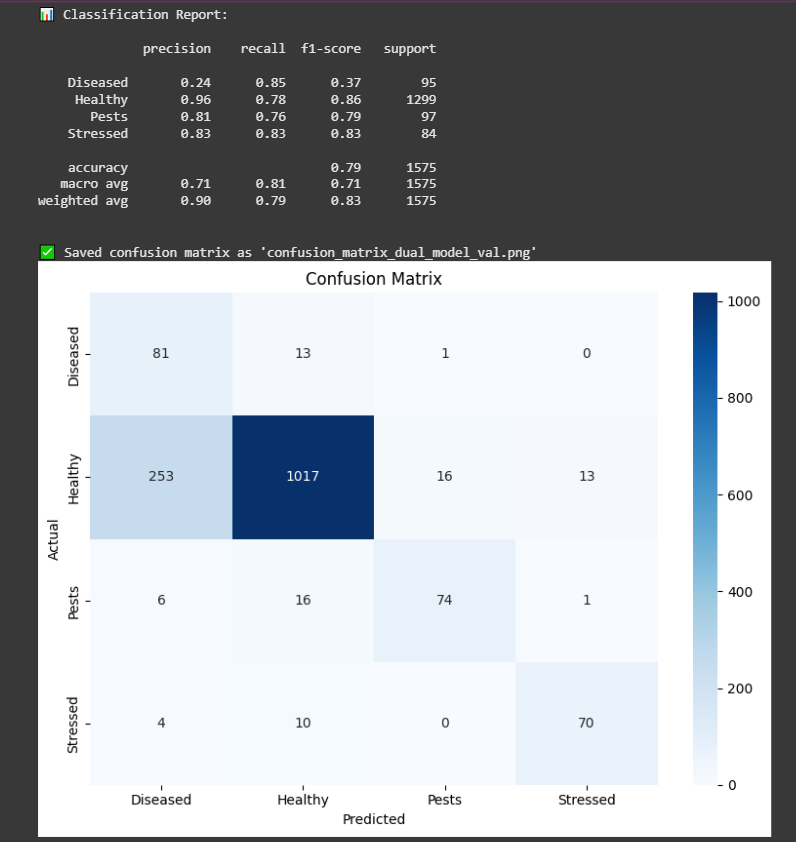 📊 Classification Report:
precision recall f1-score support
Diseased 0.24 0.85 0.37 95
Healthy 0.96 0.78 0.86 1299
Pests 0.81 0.76 0.79 97
Stressed 0.83 0.83 0.83 84
accuracy 0.79 1575
macro avg 0.71 0.81 0.71 1575
weighted avg 0.90 0.79 0.83 1575
✅ Saved confusion matrix as 'confusion_matrix_dual_model_val.png'
Confusion Matrix
Actual
Diseased 81 13 1 0
Healthy 253 1017 16 13
Pests 6 16 74 1
Stressed 4 10 0 70
Diseased Healthy Pests Stressed
Predicted
1000
800
600
400
200
0